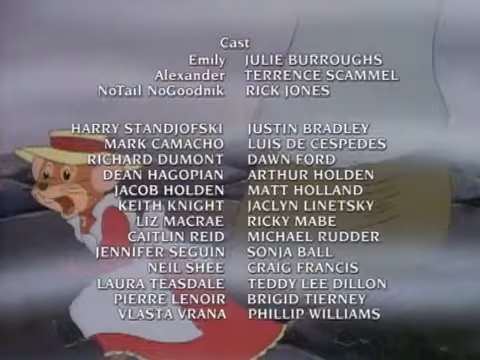 Cast
Emily JULIE BURROUGHS
Alexander TERRENCE SCAMMEL
NoTail NoGoodnik RICK JONES
HARRY STANDJOFSKI JUSTIN BRADLEY
MARK CAMACHO LUIS DE CESPEDES
RICHARD DUMONT DAWN FORD
DEAN HAGOPIAN ARTHUR HOLDEN
JACOB HOLDEN MATT HOLLAND
KEITH KNIGHT JACLYN LINETSKY
LIZ MACRAE RICKY MABE
CAITLIN REID MICHAEL RUDDER
JENNIFER SEGUIN SONJA BALL
NEIL SHEE CRAIG FRANCIS
LAURA TEASDALE TEDDY LEE DILLON
PIERRE LENOIR BRIGID TIERNEY
VLASTA VRANA PHILLIP WILLIAMS